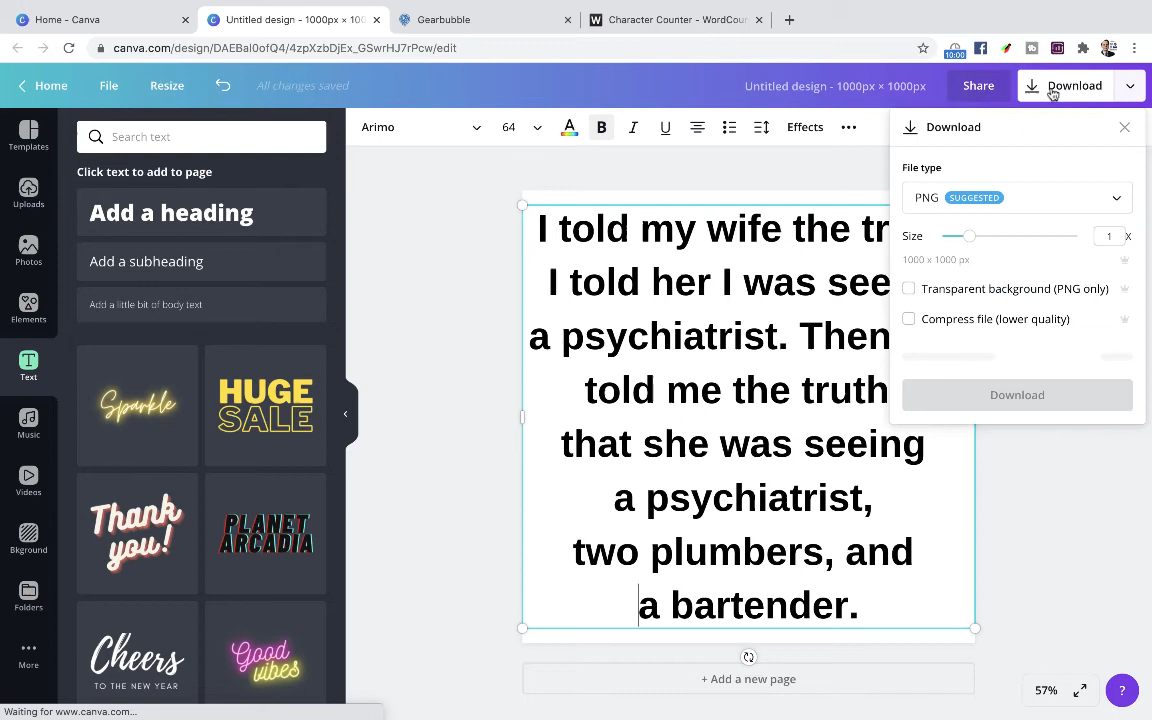 Home - Canva
Untitled design - 1000px × 100
Gearbubble
Character Counter - WordCoun
canva.com/design/DAEBal0ofQ4/4zpXzbDjEx_GSwrHJ7rPcw/edit
10:00
Home
File
Resize
All changes saved
Untitled design - 1000px × 1000px
Share
Download
Templates
Uploads
Photos
Elements
Text
Music
Videos
Bkground
Folders
More
Search text
Click text to add to page
Add a heading
Add a subheading
Add a little bit of body text
Sparkle
HUGE
SALE
Thank
you!
PLANET
ARCADIA
Cheers
TO THE NEW YEAR
Good
vibes
Arimo
64
A
B
I
U
Effects
Download
File type
PNG SUGGESTED
Size
1 X
1000 x 1000 px
Transparent background (PNG only)
Compress file (lower quality)
Download
I told my wife the tr
I told her I was see
a psychiatrist. Then
told me the truth
that she was seeing
a psychiatrist,
two plumbers, and
a bartender.
+ Add a new page
57%
?
Waiting for www.canva.com...